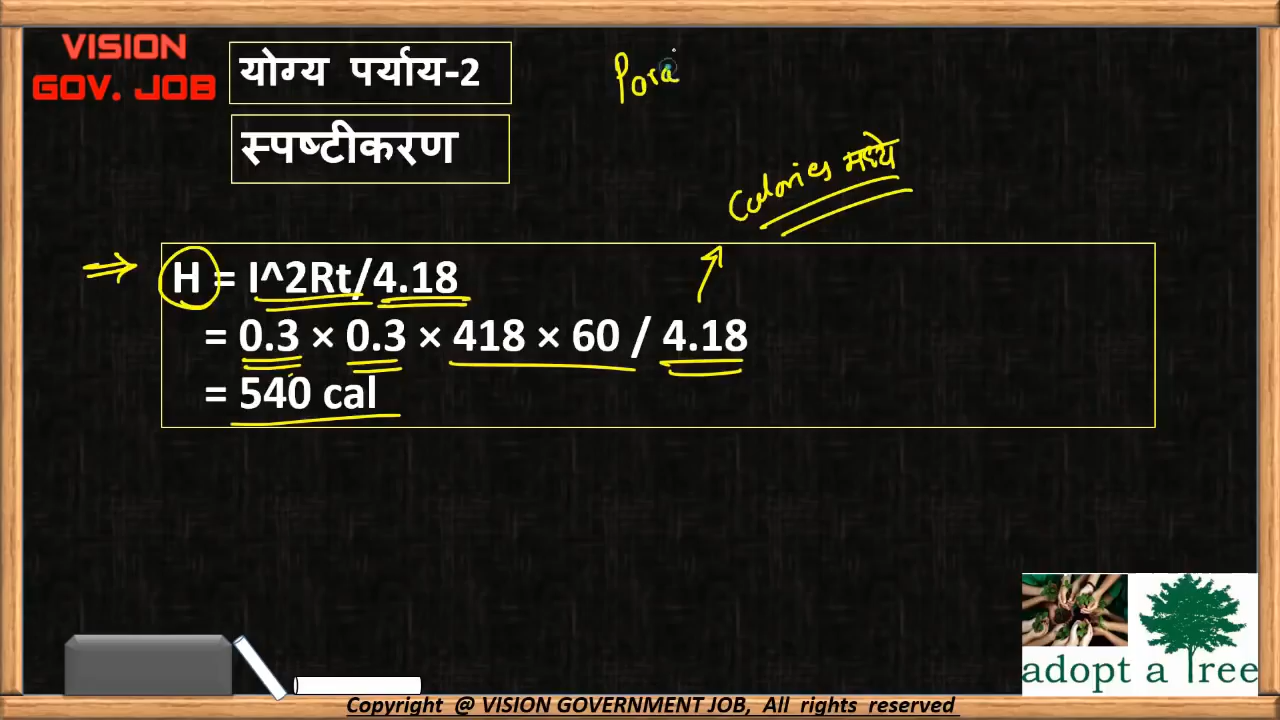 VISION
GOV. JOB
योग्य पर्याय-2
Pora
स्पष्टीकरण
Calories मध्ये
H = I^2Rt/4.18
= 0.3 × 0.3 × 418 × 60 / 4.18
= 540 cal
adopt a Tree
Copyright @ VISION GOVERNMENT JOB, All rights reserved